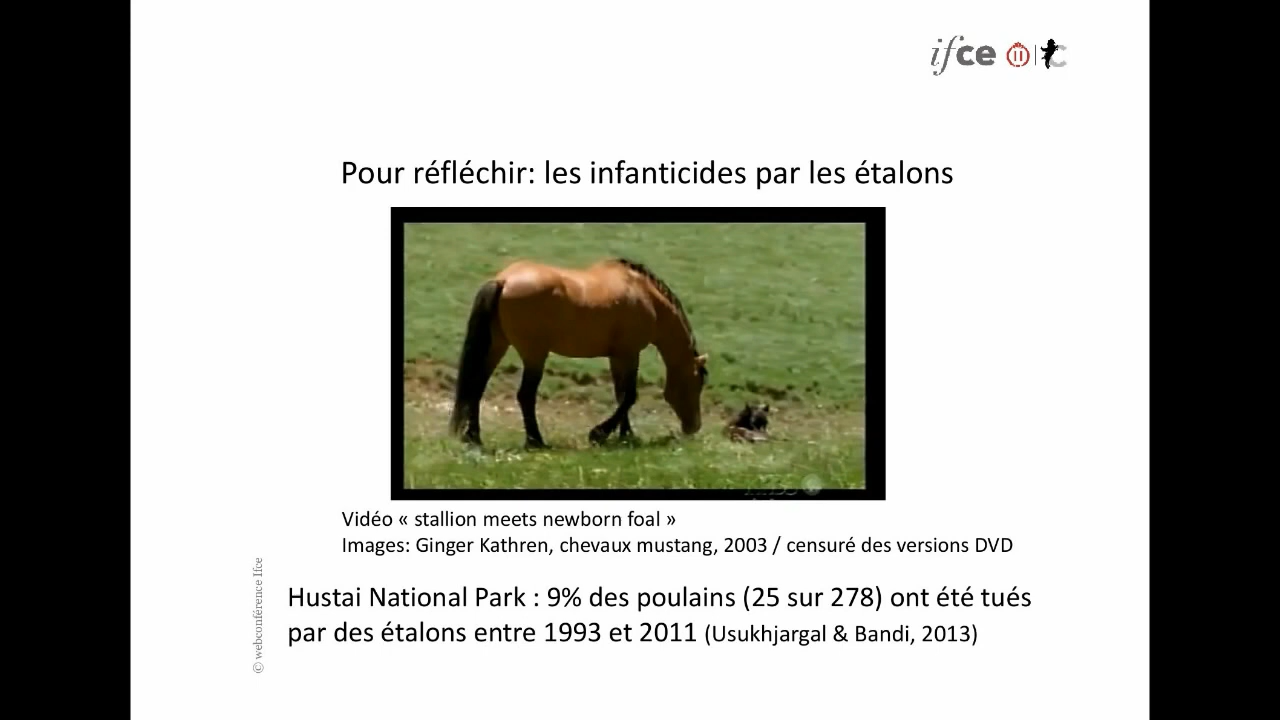 ifce
Pour réfléchir: les infanticides par les étalons
Vidéo « stallion meets newborn foal »
Images: Ginger Kathren, chevaux mustang, 2003 / censuré des versions DVD
© webconférence Ifce
Hustai National Park : 9% des poulains (25 sur 278) ont été tués
par des étalons entre 1993 et 2011 (Usukhjargal & Bandi, 2013)